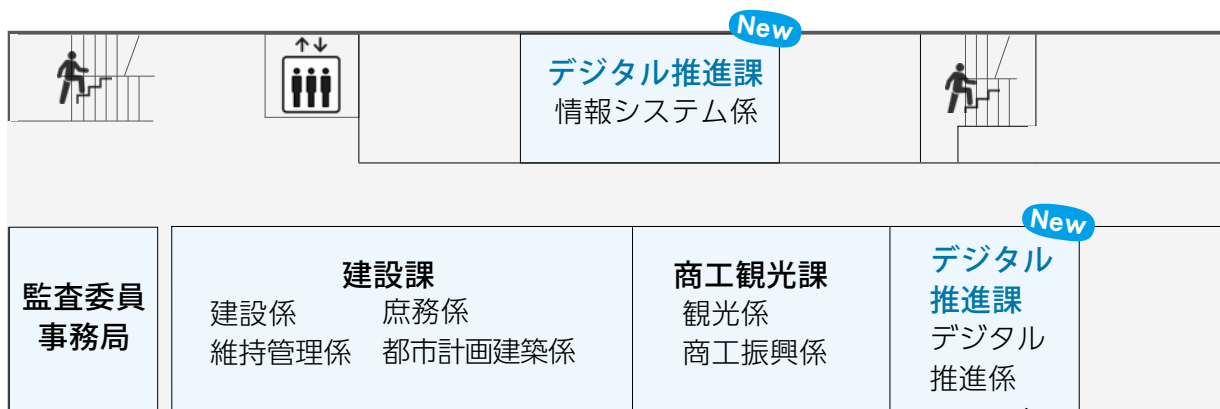 New
デジタル推進課
情報システム係
監査委員
事務局
建設課
建設係 庶務係
維持管理係 都市計画建築係
商工観光課
観光係
商工振興係
New
デジタル
推進課
デジタル
推進係